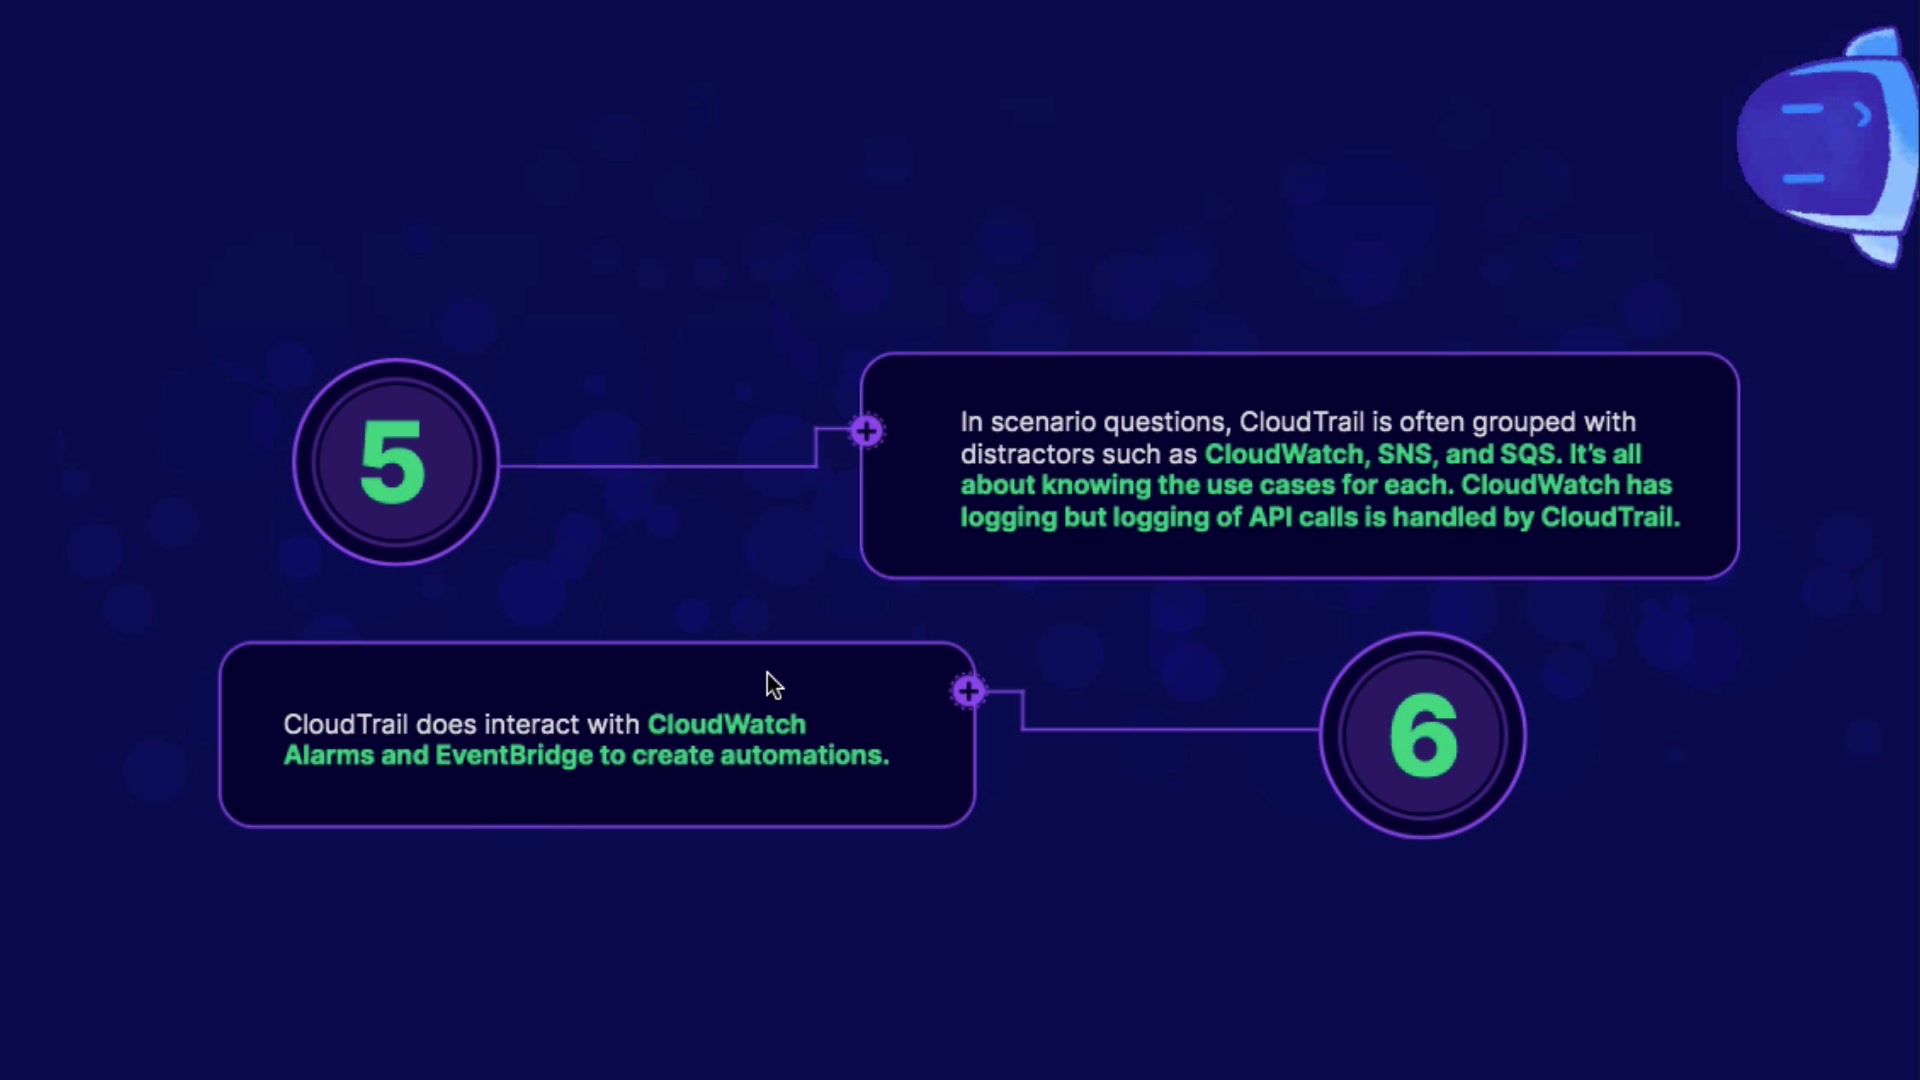 5
In scenario questions, CloudTrail is often grouped with
distractors such as CloudWatch, SNS, and SQS. It’s all
about knowing the use cases for each. CloudWatch has
logging but logging of API calls is handled by CloudTrail.
CloudTrail does interact with CloudWatch
Alarms and EventBridge to create automations.
6